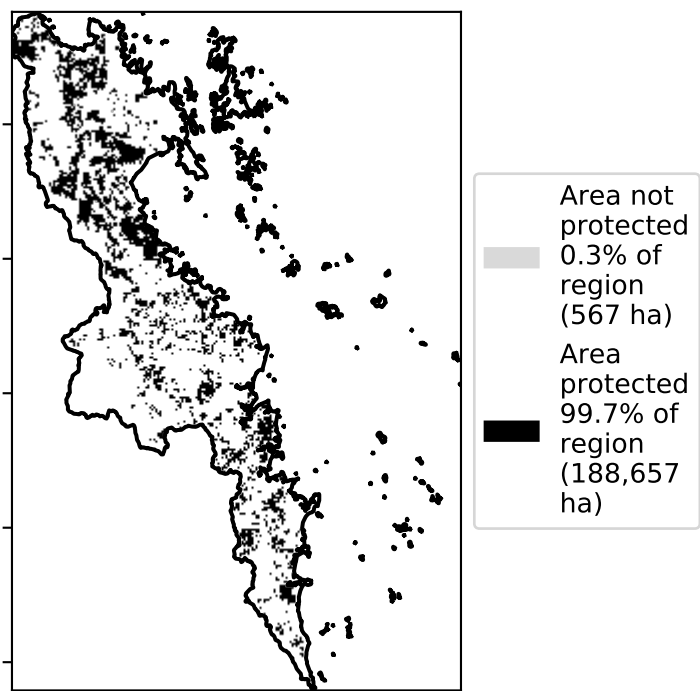 Area not
protected
0.3% of
region
(567 ha)
Area
protected
99.7% of
region
(188,657
ha)